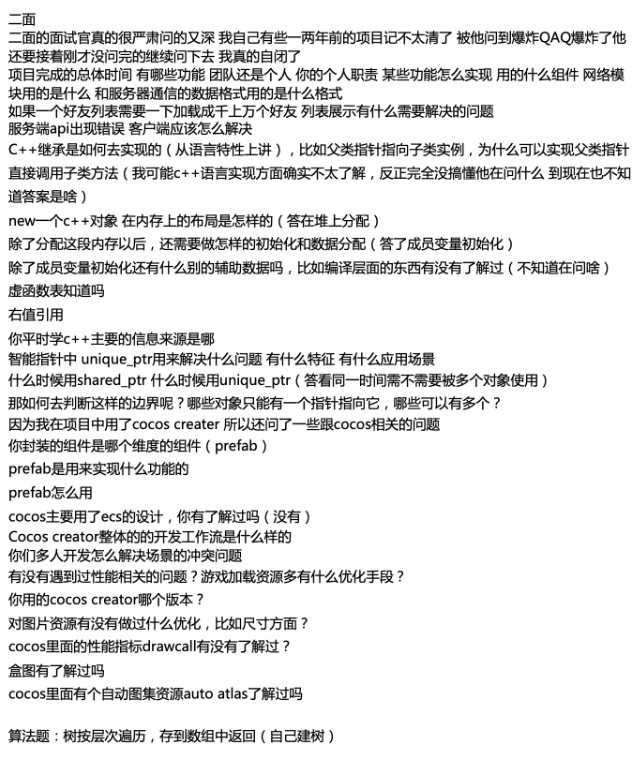 二面
二面的面试官真的很严肃问的又深 我自己有些一两年前的项目记不太清了 被他问到爆炸QAQ爆炸了他
还要接着刚才没问完的继续问下去 我真的自闭了
项目完成的总体时间 有哪些功能 团队还是个人 你的个人职责 某些功能怎么实现 用的什么组件 网络模
块用的是什么 和服务器通信的数据格式用的是什么格式
如果一个好友列表需要一下加载成千上万个好友 列表展示有什么需要解决的问题
服务端api出现错误 客户端应该怎么解决
C++继承是如何去实现的（从语言特性上讲），比如父类指针指向子类实例，为什么可以实现父类指针
直接调用子类方法（我可能c++语言实现方面确实不太了解，反正完全没搞懂他在问什么 到现在也不知
道答案是啥）
new一个c++对象 在内存上的布局是怎样的（答在堆上分配）
除了分配这段内存以后，还需要做怎样的初始化和数据分配（答了成员变量初始化）
除了成员变量初始化还有什么别的辅助数据吗，比如编译层面的东西有没有了解过（不知道在问啥）
虚函数表知道吗
右值引用
你平时学c++主要的信息来源是哪
智能指针中 unique_ptr用来解决什么问题 有什么特征 有什么应用场景
什么时候用shared_ptr 什么时候用unique_ptr（答看同一时间需不需要被多个对象使用）
那如何去判断这样的边界呢？哪些对象只能有一个指针指向它，哪些可以有多个？
因为我在项目中用了cocos creater 所以还问了一些跟cocos相关的问题
你封装的组件是哪个维度的组件（prefab）
prefab是用来实现什么功能的
prefab怎么用
cocos主要用了ecs的设计，你有了解过吗（没有）
Cocos creator整体的的开发工作流是什么样的
你们多人开发怎么解决场景的冲突问题
有没有遇到过性能相关的问题？游戏加载资源多有什么优化手段？
你用的cocos creator哪个版本？
对图片资源有没有做过什么优化，比如尺寸方面？
cocos里面的性能指标drawcall有没有了解过？
盒图有了解过吗
cocos里面有个自动图集资源auto atlas了解过吗
算法题：树按层次遍历，存到数组中返回（自己建树）